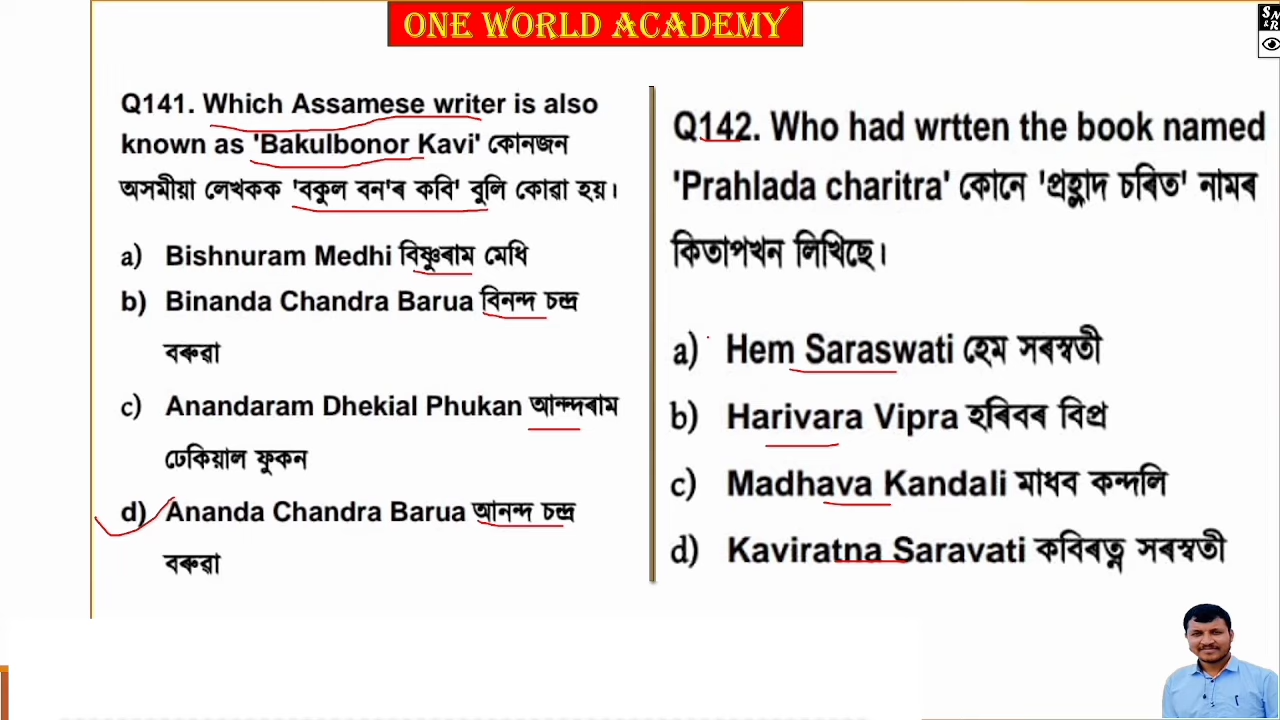 ONE WORLD ACADEMY
SN
&R
Q141. Which Assamese writer is also
known as 'Bakulbonor Kavi' কোনজন
অসমীয়া লেখকক 'বকুল বন'ৰ কবি' বুলি কোৱা হয়।
a) Bishnuram Medhi বিষ্ণুৰাম মেধি
b) Binanda Chandra Barua বিনন্দ চন্দ্ৰ
বৰুৱা
c) Anandaram Dhekial Phukan আনন্দৰাম
ঢেকিয়াল ফুকন
d) Ananda Chandra Barua আনন্দ চন্দ্ৰ
বৰুৱা
Q142. Who had wrtten the book named
'Prahlada charitra' কোনে 'প্ৰহ্লাদ চৰিত' নামৰ
কিতাপখন লিখিছে।
a) Hem Saraswati হেম সৰস্বতী
b) Harivara Vipra হৰিবৰ বিপ্ৰ
c) Madhava Kandali মাধব কন্দলি
d) Kaviratna Saravati কবিৰত্ন সৰস্বতী